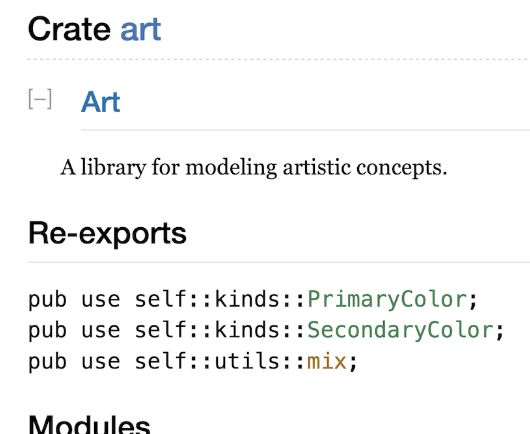 Crate art
[−] Art
A library for modeling artistic concepts.
Re-exports
pub use self::kinds::PrimaryColor;
pub use self::kinds::SecondaryColor;
pub use self::utils::mix;
Modules